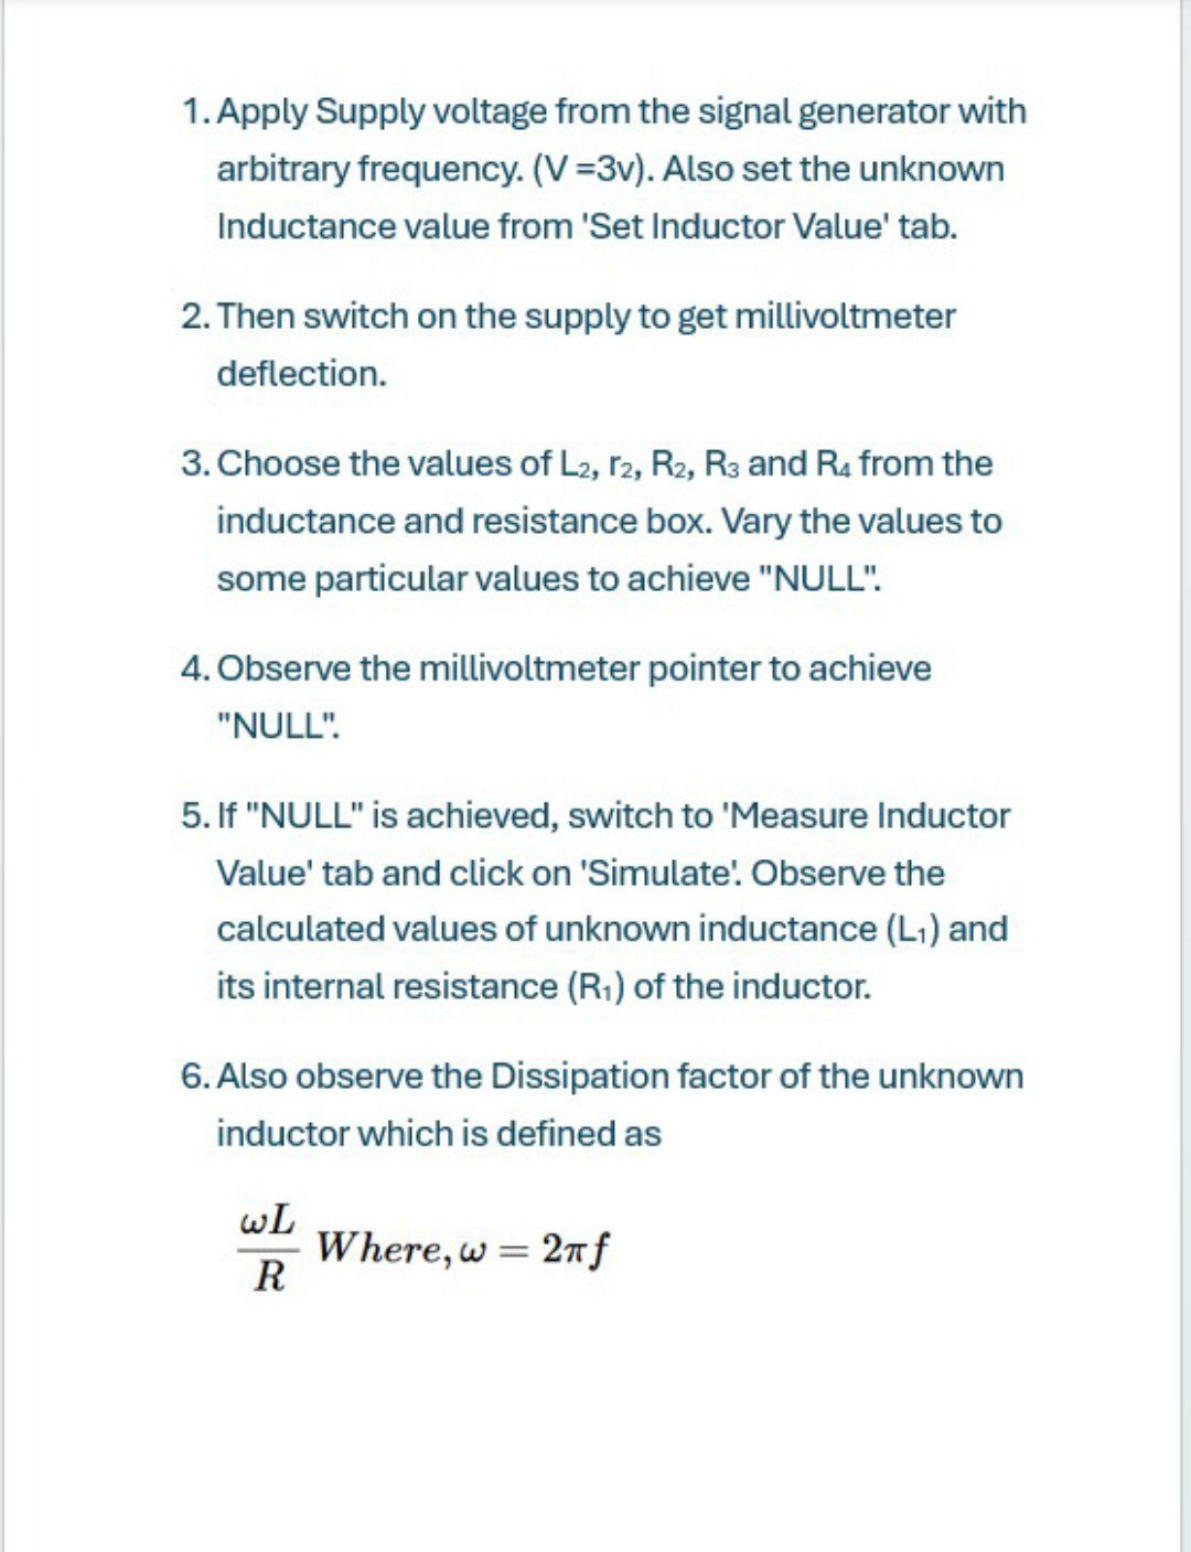 1. Apply Supply voltage from the signal generator with
arbitrary frequency. (V =3v). Also set the unknown
Inductance value from 'Set Inductor Value' tab.
2. Then switch on the supply to get millivoltmeter
deflection.
3. Choose the values of L₂, r₂, R₂, R₃ and R₄ from the
inductance and resistance box. Vary the values to
some particular values to achieve "NULL".
4. Observe the millivoltmeter pointer to achieve
"NULL".
5. If "NULL" is achieved, switch to 'Measure Inductor
Value' tab and click on 'Simulate'. Observe the
calculated values of unknown inductance (L₁) and
its internal resistance (R₁) of the inductor.
6. Also observe the Dissipation factor of the unknown
inductor which is defined as
ωL
R
Where, ω = 2πf